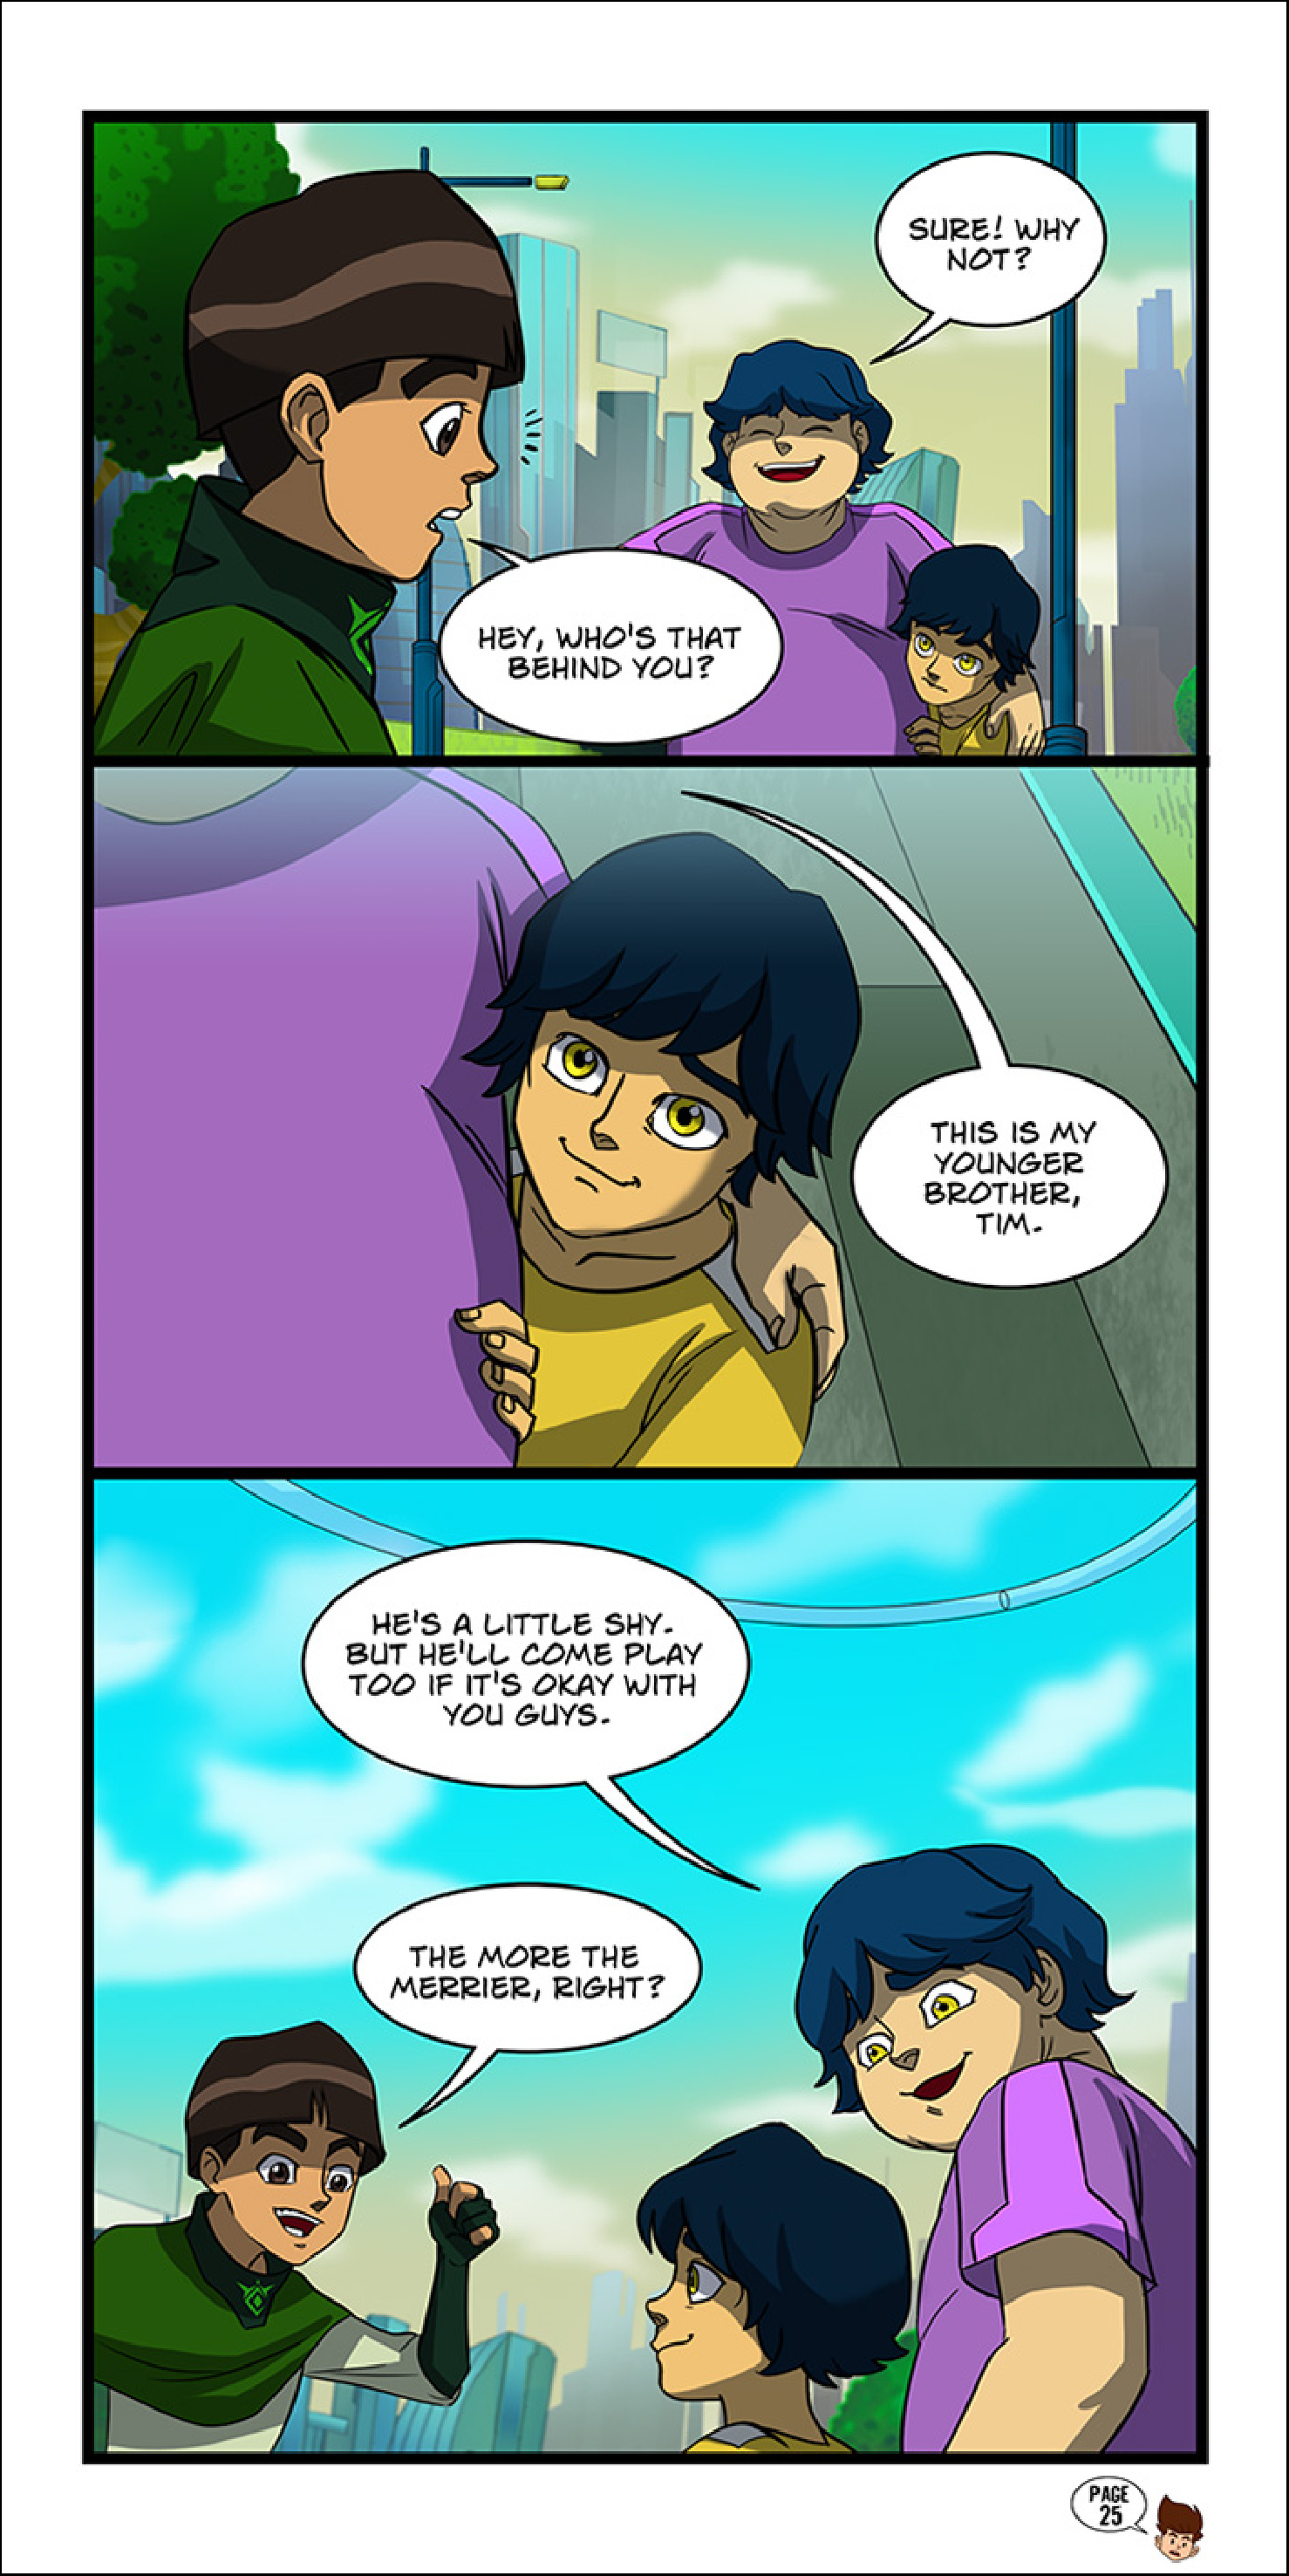 SURE! WHY
NOT?
HEY, WHO'S THAT
BEHIND YOU?
THIS IS MY
YOUNGER
BROTHER,
TIM.
HE'S A LITTLE SHY.
BUT HE'LL COME PLAY
TOO IF IT'S OKAY WITH
YOU GUYS.
THE MORE THE
MERRIER, RIGHT?
PAGE
25